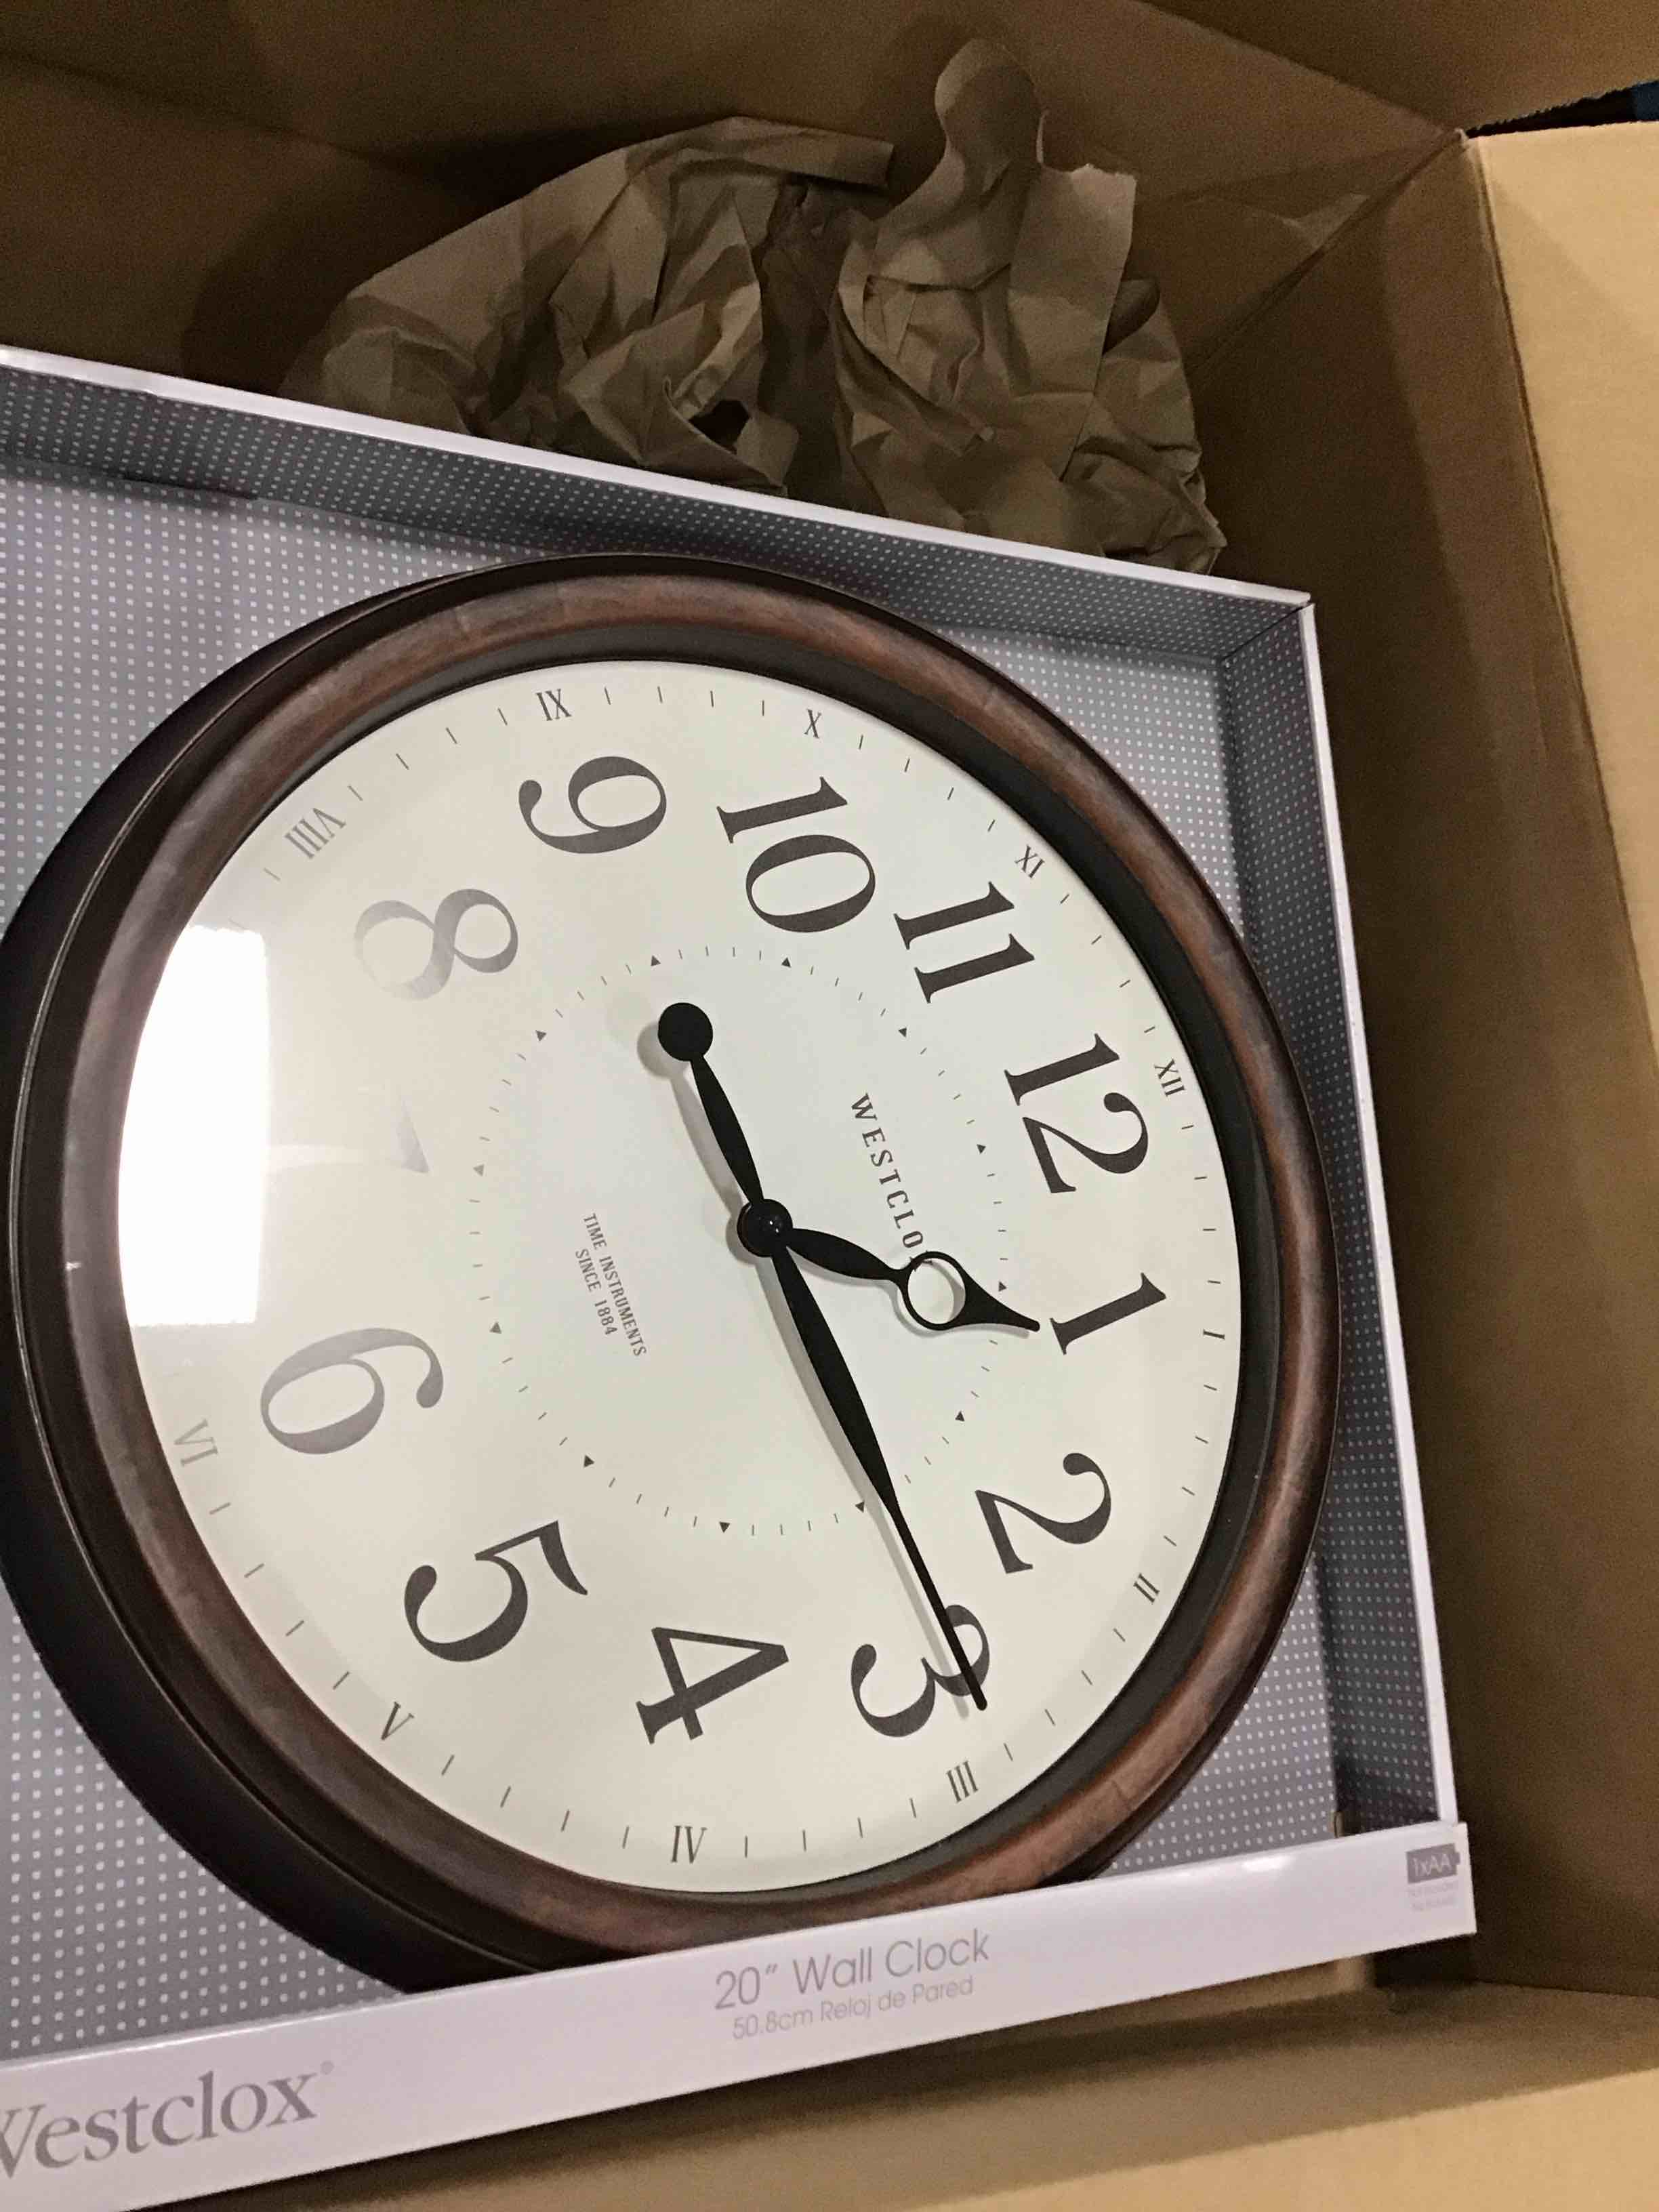 XII
I
II
III
IV
V
VI
VIII
IX
X
XI
12
1
2
3
4
5
6
8
9
10
11
WESTCLO
TIME INSTRUMENTS
SINCE 1884
1xAA
20" Wall Clock
50.8cm Reloj de Pared
Westclox®